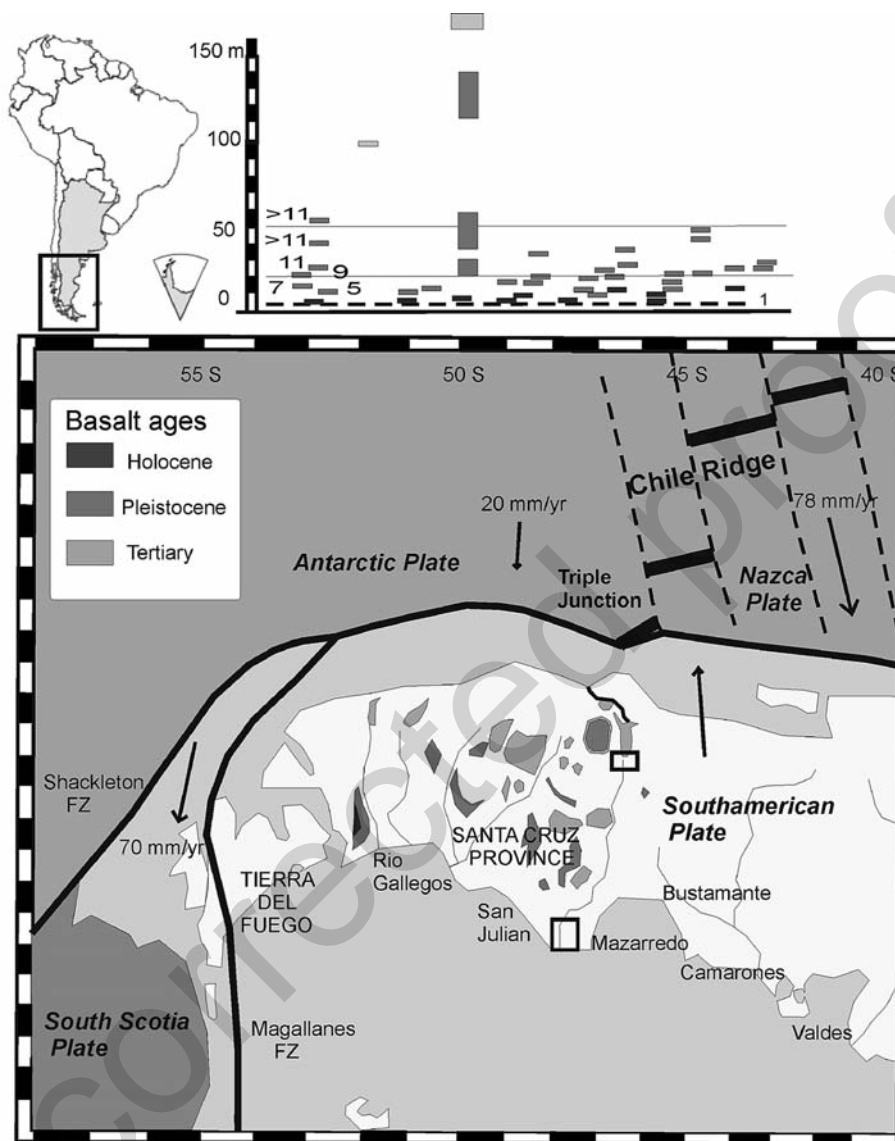 150 m
100
50
0
>11
>11
11
9
7
5
1
55 S
50 S
45 S
40 S
Basalt ages
Holocene
Pleistocene
Tertiary
Chile Ridge
20 mm/yr
78 mm/yr
Antarctic Plate
Triple
Junction
Nazca
Plate
Shackleton
FZ
70 mm/yr
Southamerican
Plate
SANTA CRUZ
PROVINCE
TIERRA
DEL
FUEGO
Rio
Gallegos
San
Julian
Mazarredo
Bustamante
Camarones
Valdes
South Scotia
Plate
Magallanes
FZ
corrected proo